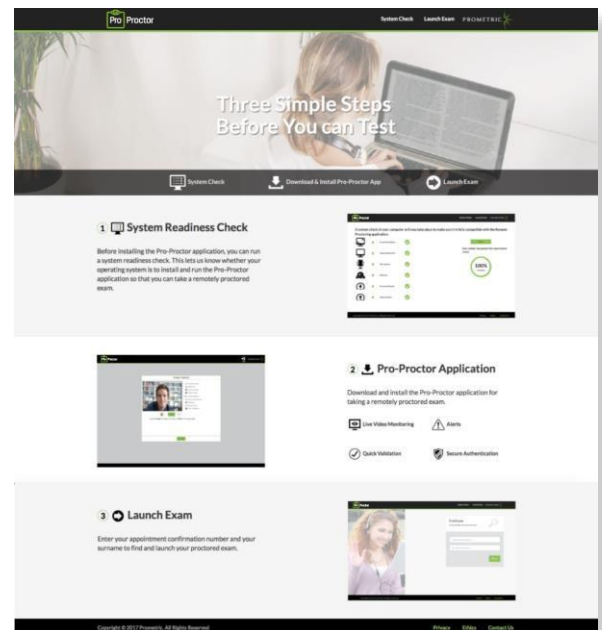 Pro Proctor
System Check Launch Exam PROMETRIC
Three Simple Steps
Before You can Test
System Check Download & Install Pro-Proctor App Launch Exam
1 System Readiness Check
Before installing the Pro-Proctor application, you can run
a system readiness check. This lets us know whether your
operating system is to install and run the Pro-Proctor
application so that you can take a remotely proctored
exam.
100%
2 Pro-Proctor Application
Download and install the Pro-Proctor application for
taking a remotely proctored exam.
Live Video Monitoring Alerts
Quick Validation Secure Authentication
3 Launch Exam
Enter your appointment confirmation number and your
surname to find and launch your proctored exam.
Copyright © 2017 Prometric. All Rights Reserved
Privacy Ethics Contact Us